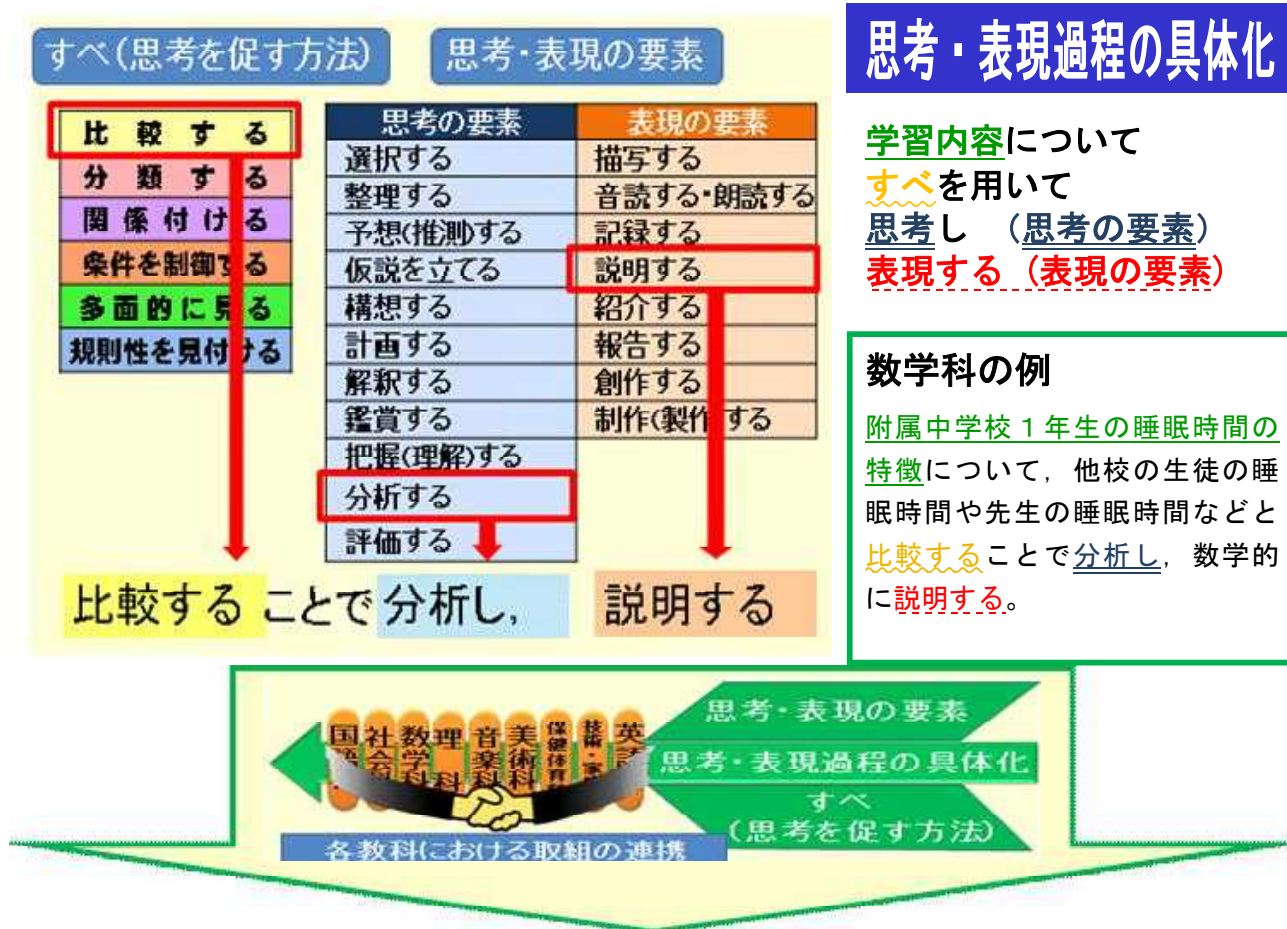 すべ(思考を促す方法)
思考・表現の要素
比較する
分類する
関係付ける
条件を制御する
多面的に見る
規則性を見付ける
思考の要素
選択する
整理する
予想(推測)する
仮説を立てる
構想する
計画する
解釈する
鑑賞する
把握(理解)する
分析する
評価する
表現の要素
描写する
音読する・朗読する
記録する
説明する
紹介する
報告する
創作する
制作(製作)する
比較することで分析し, 説明する
思考・表現過程の具体化
学習内容について
すべを用いて
思考し （思考の要素）
表現する（表現の要素）
数学科の例
附属中学校１年生の睡眠時間の
特徴について，他校の生徒の睡
眠時間や先生の睡眠時間などと
比較することで分析し，数学的
に説明する。
国
社会
数学科
理科
音楽科
美術科
保健体育
技術・
英
思考・表現の要素
思考・表現過程の具体化
すべ
(思考を促す方法)
各教科における取組の連携